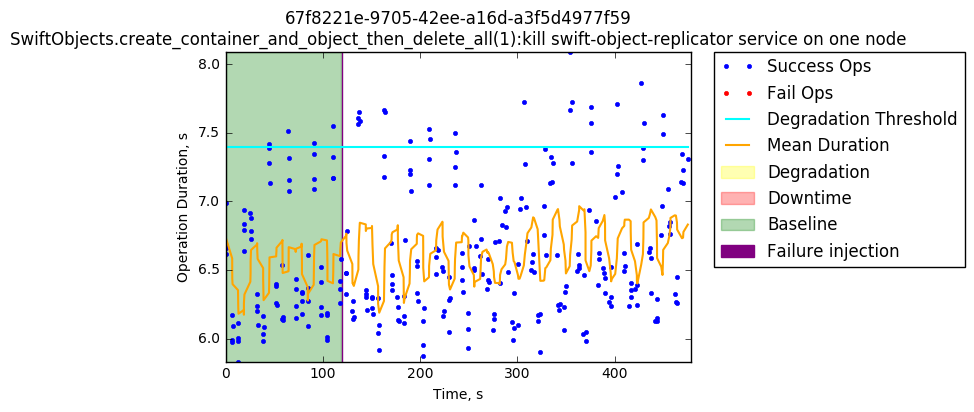 67f8221e-9705-42ee-a16d-a3f5d4977f59
SwiftObjects.create_container_and_object_then_delete_all(1):kill swift-object-replicator service on one node
8.0
7.5
7.0
6.5
6.0
Operation Duration, s
0 100 200 300 400
Time, s
Success Ops
Fail Ops
Degradation Threshold
Mean Duration
Degradation
Downtime
Baseline
Failure injection